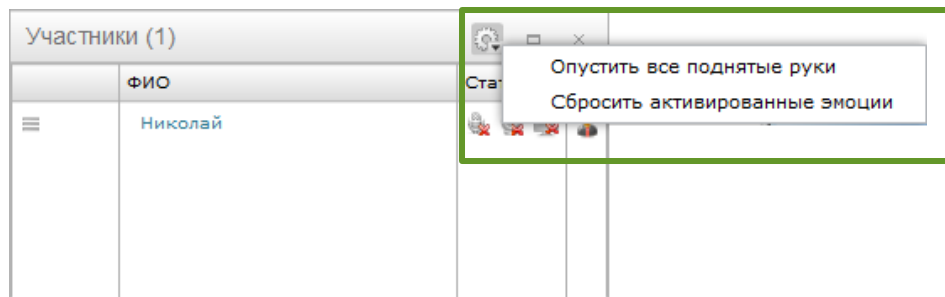 Участники (1)
Опустить все поднятые руки
ФИО
Сбросить активированные эмоции
Николай